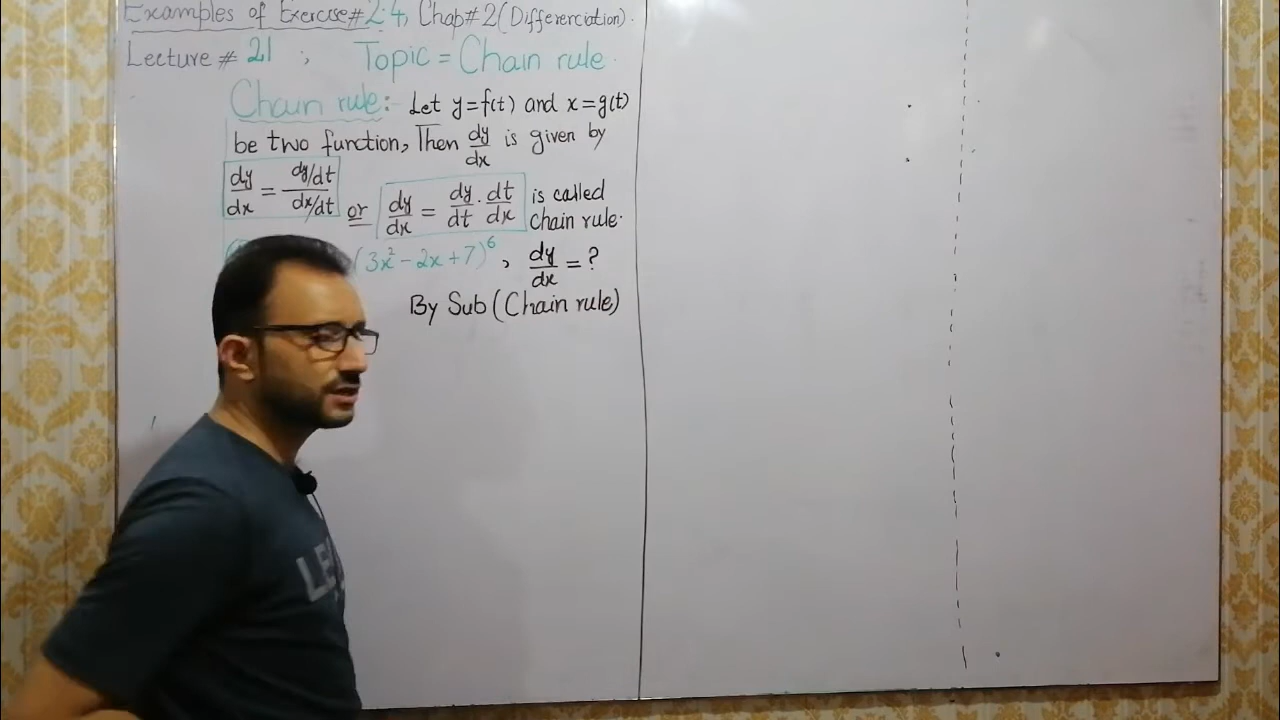 Examples of Exercise# 2.4, Chap# 2 (Differenciation).
Lecture # 21 ; Topic = Chain rule.
Chain rule:- Let y=f(t) and x=g(t)
be two function, Then dy/dx is given by
dy/dx = (dy/dt)/(dx/dt) or dy/dx = dy/dt . dt/dx is called
chain rule.
(3x² - 2x + 7)⁶ , dy/dx = ?
By Sub (Chain rule)